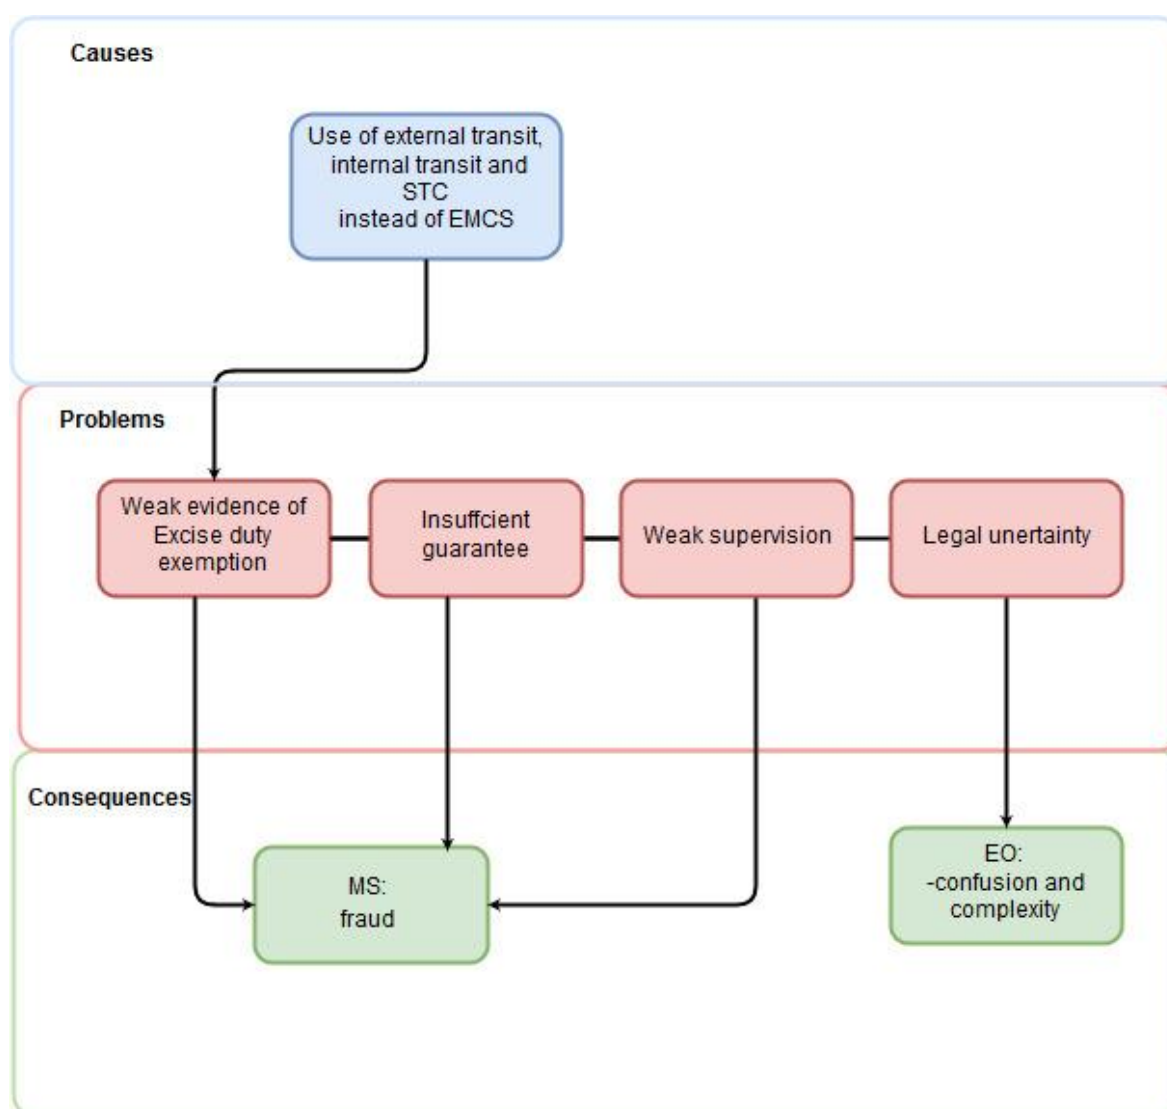 Causes
Use of external transit,
internal transit and
STC
instead of EMCS
Problems
Weak evidence of
Excise duty
exemption
Insuffcient
guarantee
Weak supervision
Legal unertainty
Consequences
MS:
fraud
EO:
-confusion and
complexity